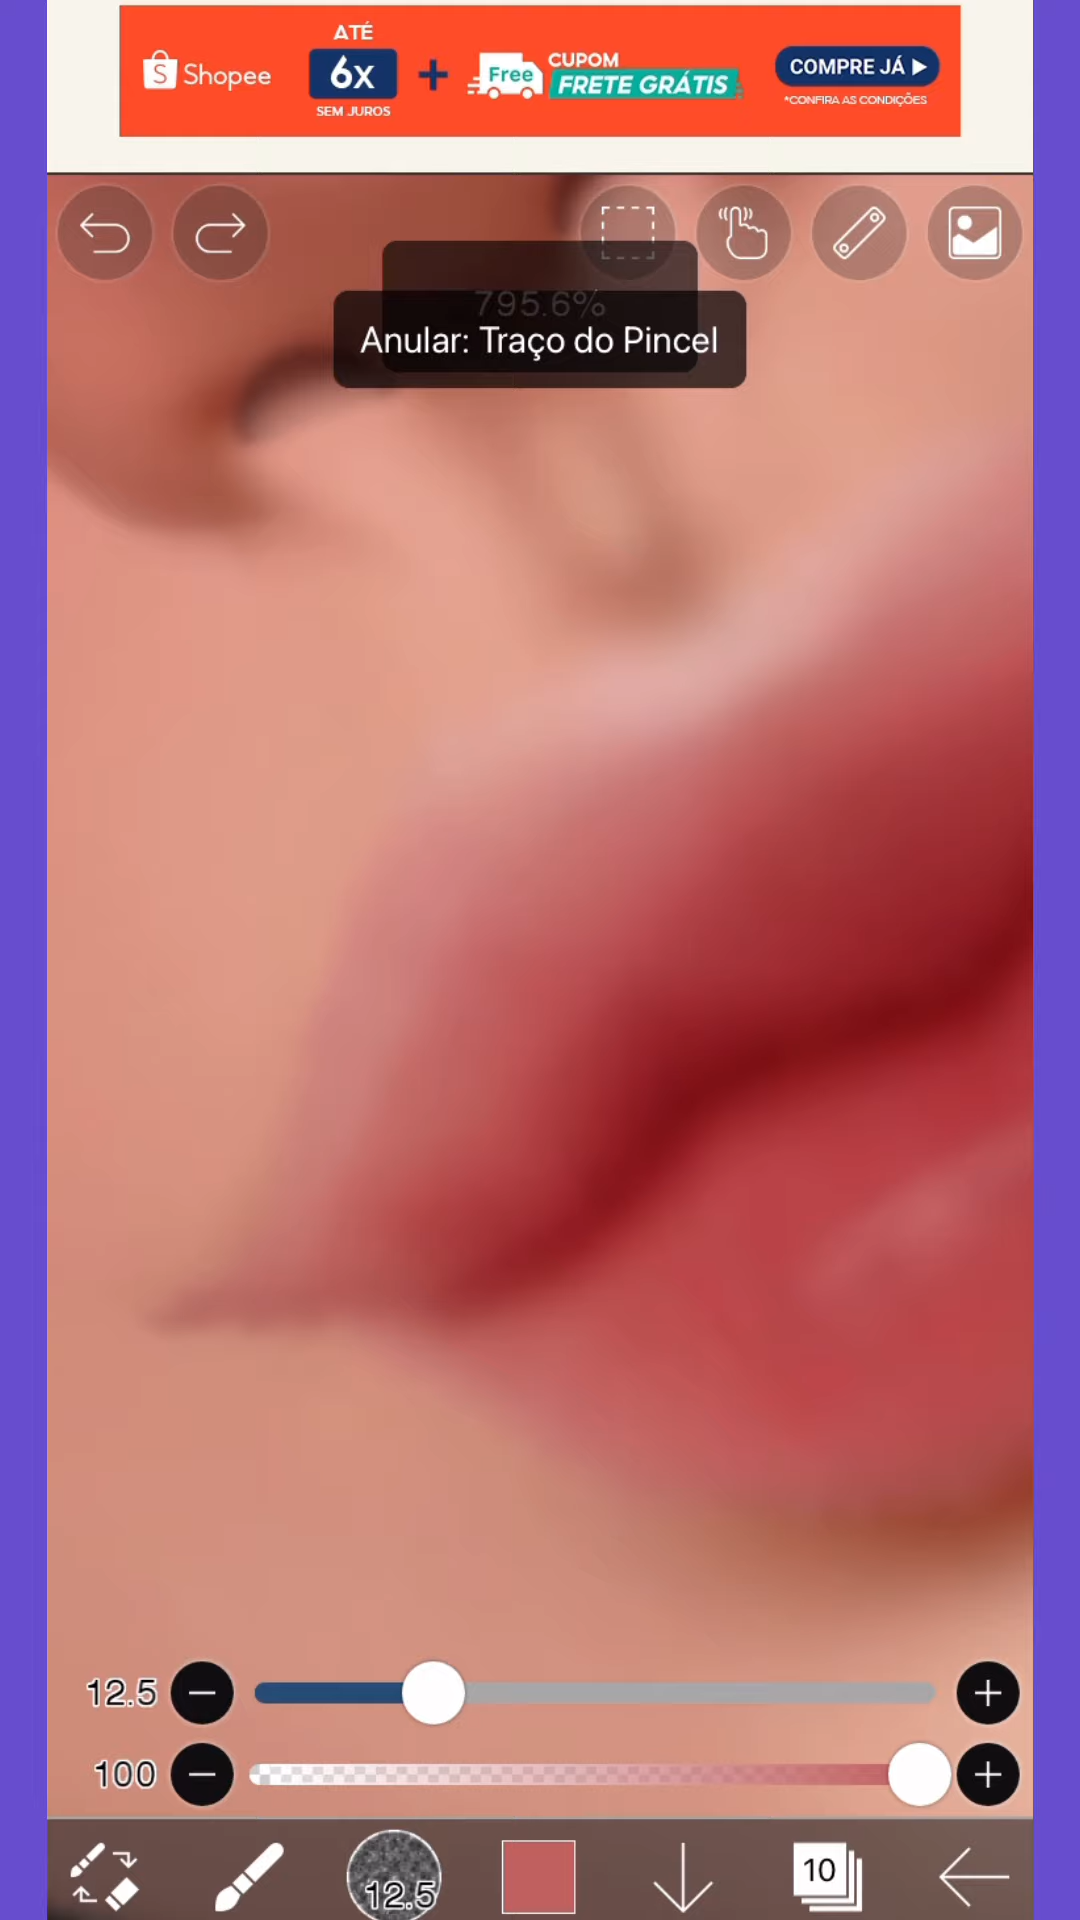 Shopee
ATÉ
6x
SEM JUROS
+
Free
CUPOM
FRETE GRÁTIS
COMPRE JÁ
*CONFIRA AS CONDIÇÕES
795.6%
Anular: Traço do Pincel
12.5
100
12.5
10